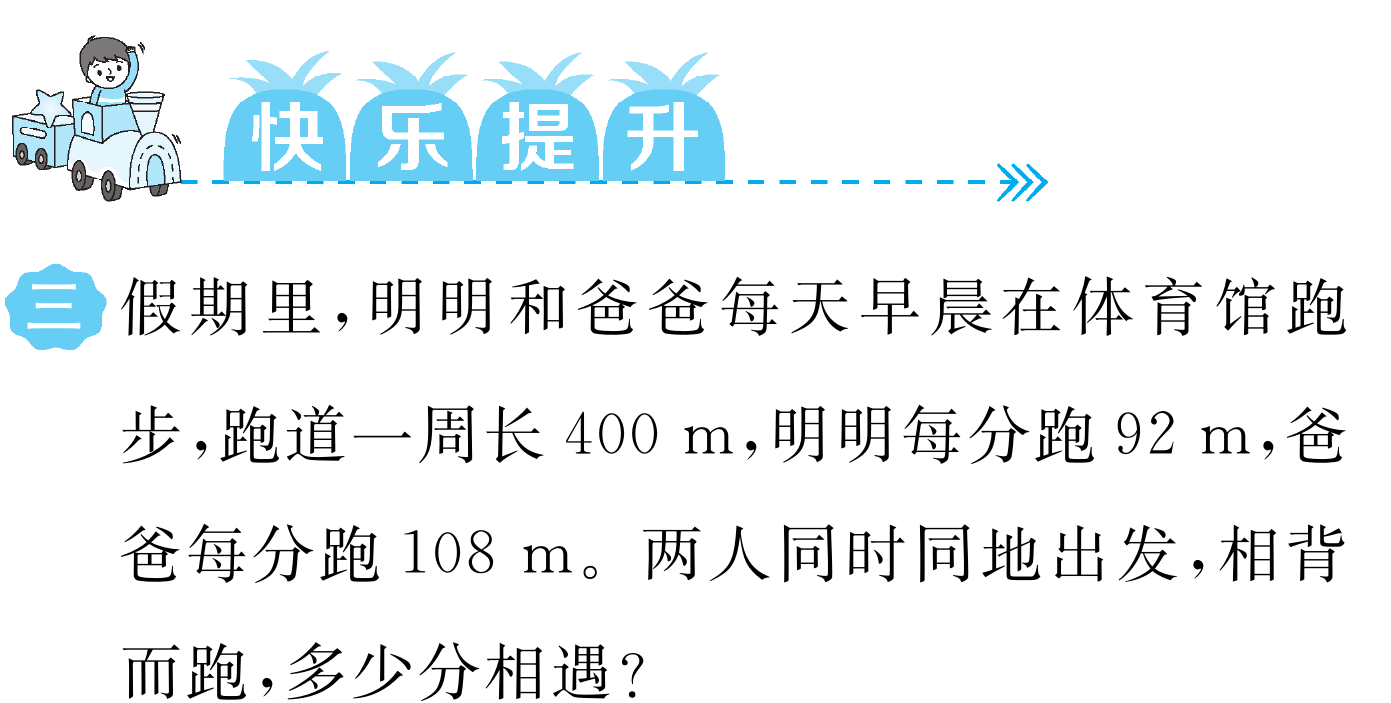 快乐提升
三 假期里,明明和爸爸每天早晨在体育馆跑
步,跑道一周长 400 m,明明每分跑 92 m,爸
爸每分跑 108 m。两人同时同地出发,相背
而跑,多少分相遇?